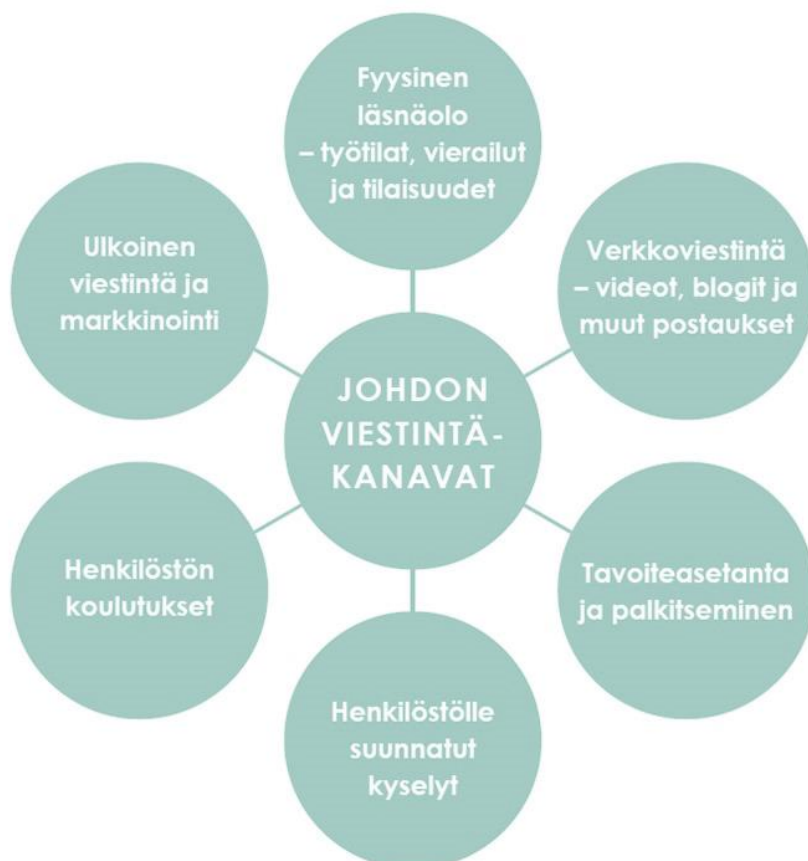 Fyysinen
läsnäolo
– työtilat, vierailut
ja tilaisuudet
Verkkoviestintä
– videot, blogit ja
muut postaukset
Tavoiteasetanta
ja palkitseminen
Henkilöstölle
suunnatut
kyselyt
Henkilöstön
koulutukset
Ulkoinen
viestintä ja
markkinointi
JOHDON
VIESTINTÄ-
KANAVAT